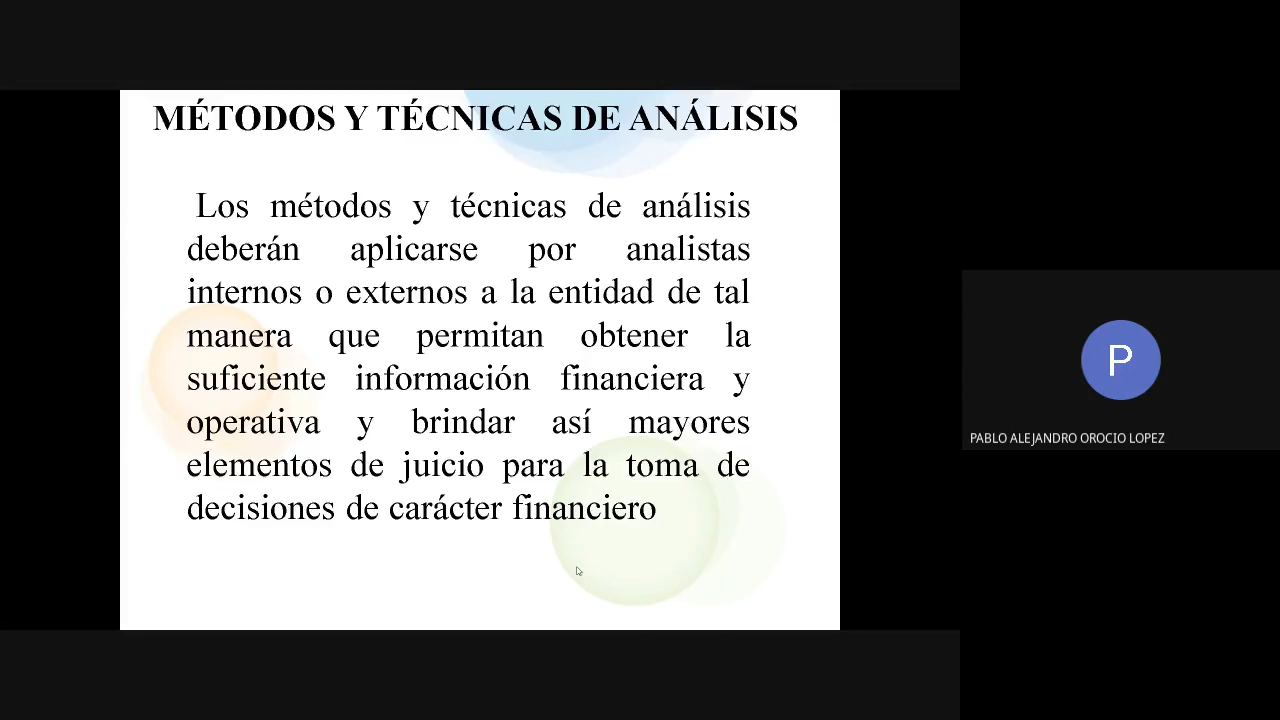 MÉTODOS Y TÉCNICAS DE ANÁLISIS
Los métodos y técnicas de análisis
deberán aplicarse por analistas
internos o externos a la entidad de tal
manera que permitan obtener la
suficiente información financiera y
operativa y brindar así mayores
elementos de juicio para la toma de
decisiones de carácter financiero
P
PABLO ALEJANDRO OROCIO LOPEZ